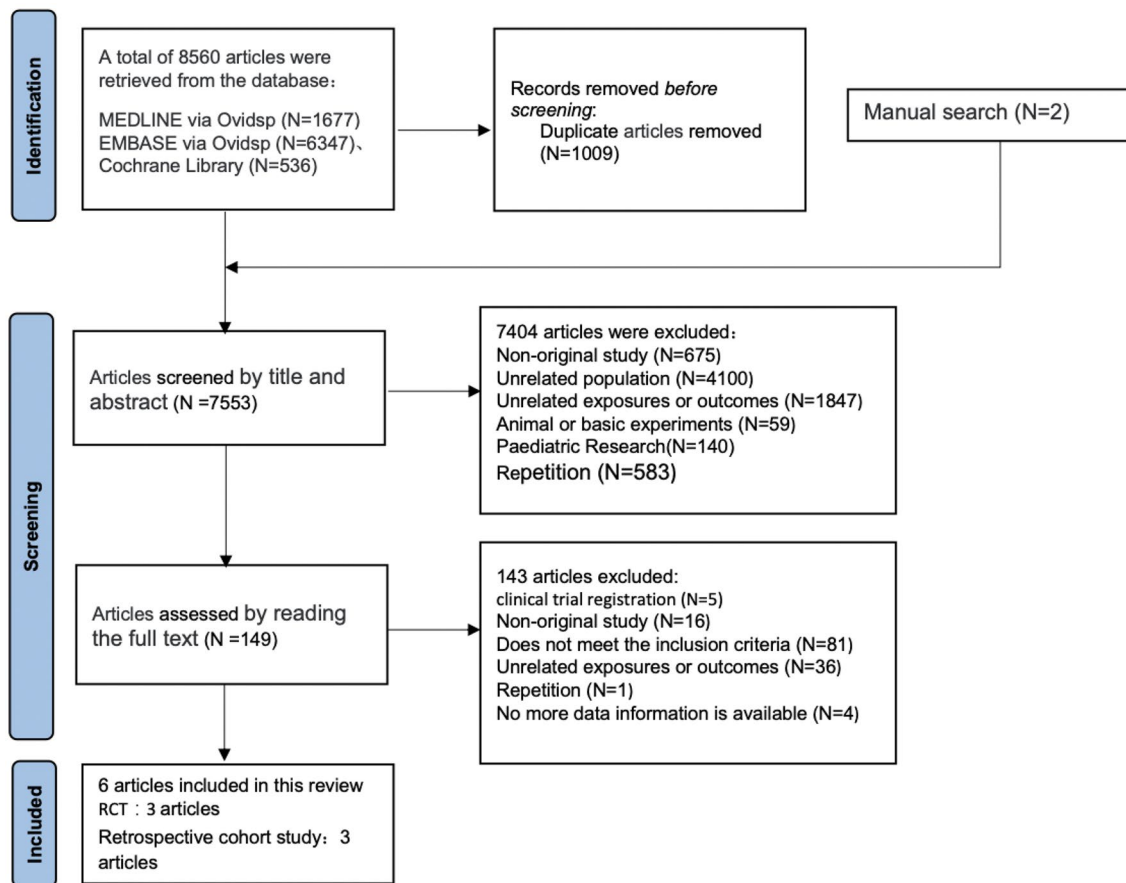 Identification
A total of 8560 articles were
retrieved from the database：
MEDLINE via Ovidsp (N=1677)
EMBASE via Ovidsp (N=6347)、
Cochrane Library (N=536)
Records removed before
screening:
Duplicate articles removed
(N=1009)
Manual search (N=2)
Screening
Articles screened by title and
abstract (N =7553)
7404 articles were excluded：
Non-original study (N=675)
Unrelated population (N=4100)
Unrelated exposures or outcomes (N=1847)
Animal or basic experiments (N=59)
Paediatric Research(N=140)
Repetition (N=583)
Articles assessed by reading
the full text (N =149)
143 articles excluded:
clinical trial registration (N=5)
Non-original study (N=16)
Does not meet the inclusion criteria (N=81)
Unrelated exposures or outcomes (N=36)
Repetition (N=1)
No more data information is available (N=4)
Included
6 articles included in this review
RCT：3 articles
Retrospective cohort study：3
articles